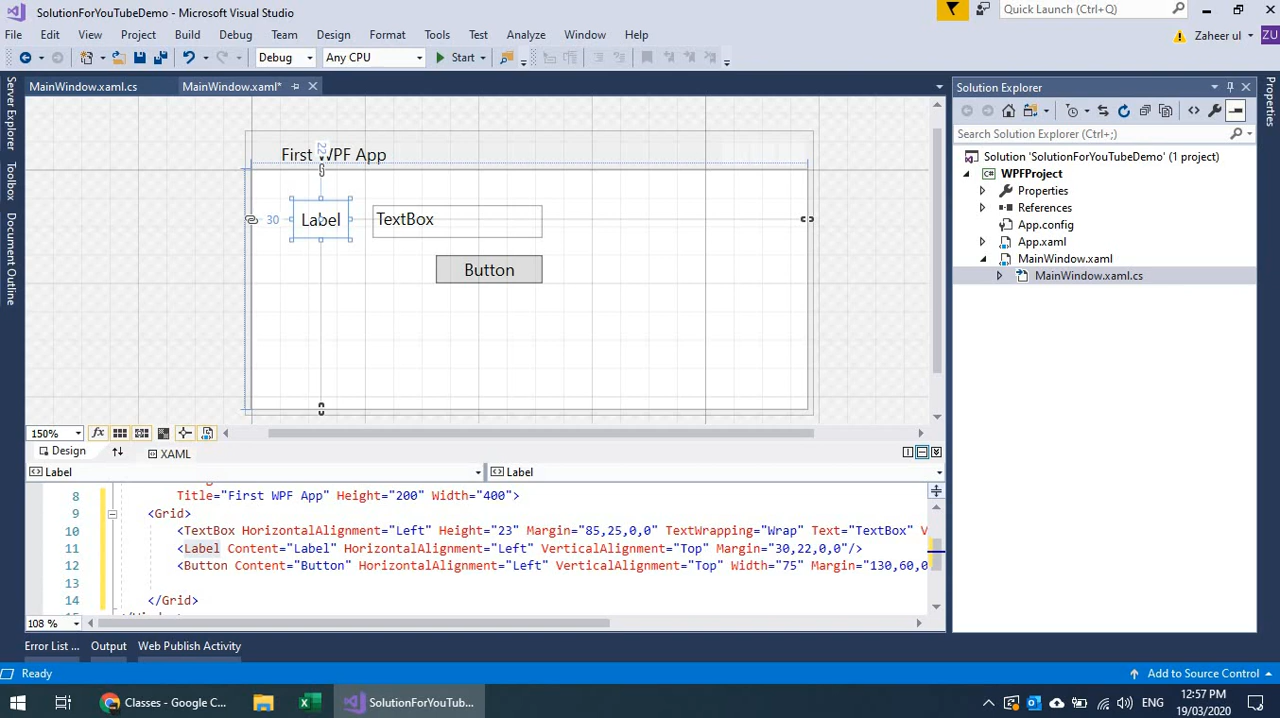 SolutionForYouTubeDemo - Microsoft Visual Studio
Quick Launch (Ctrl+Q)
File Edit View Project Build Debug Team Design Format Tools Test Analyze Window Help
Zaheer ul ZU
Debug Any CPU Start
MainWindow.xaml.cs MainWindow.xaml*
Server Explorer
Toolbox
Document Outline
First WPF App
22
30
Label TextBox
Button
150%
Design XAML
Label Label
8 Title="First WPF App" Height="200" Width="400">
9 <Grid>
10 <TextBox HorizontalAlignment="Left" Height="23" Margin="85,25,0,0" TextWrapping="Wrap" Text="TextBox" V
11 <Label Content="Label" HorizontalAlignment="Left" VerticalAlignment="Top" Margin="30,22,0,0"/>
12 <Button Content="Button" HorizontalAlignment="Left" VerticalAlignment="Top" Width="75" Margin="130,60,0
13
14 </Grid>
108 %
Solution Explorer
Search Solution Explorer (Ctrl+;)
Solution 'SolutionForYouTubeDemo' (1 project)
WPFProject
Properties
References
App.config
App.xaml
MainWindow.xaml
MainWindow.xaml.cs
Properties
Error List ... Output Web Publish Activity
Ready Add to Source Control
Classes - Google C... SolutionForYouTub... ENG 12:57 PM
19/03/2020